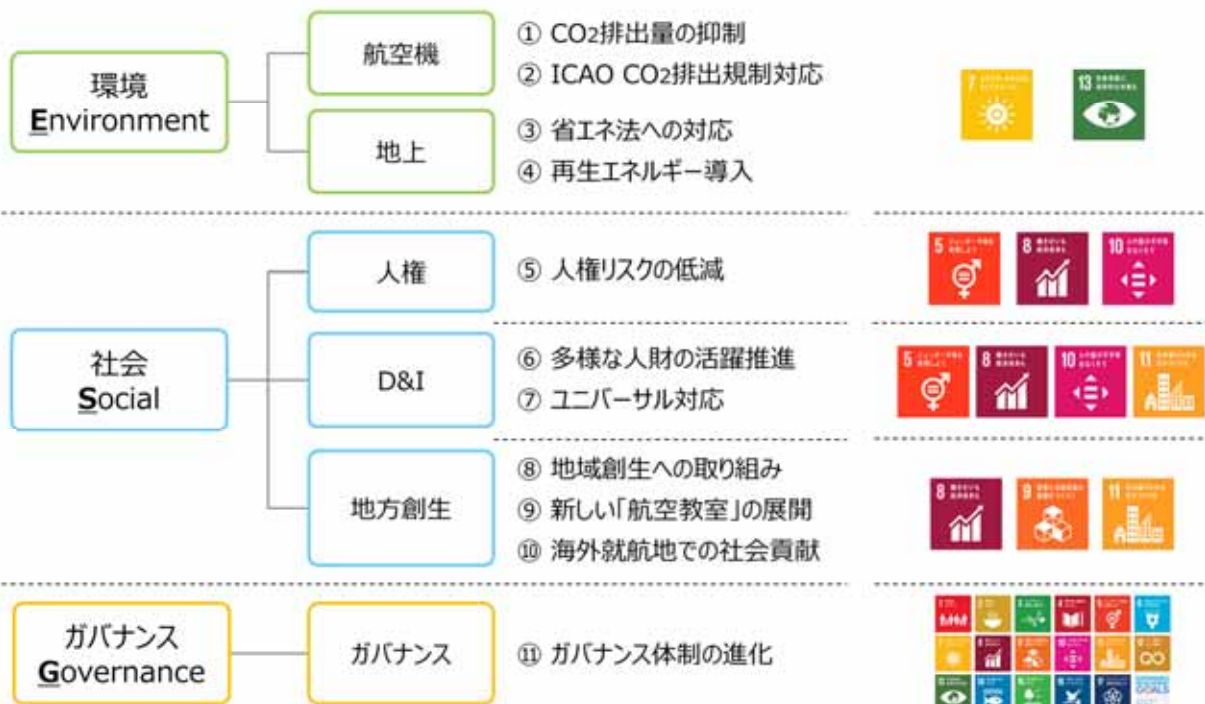 環境
Environment
航空機
① CO2排出量の抑制
② ICAO CO2排出規制対応
地上
③ 省エネ法への対応
④ 再生エネルギー導入
7
13
社会
Social
人権
⑤ 人権リスクの低減
5
8
10
D&I
⑥ 多様な人財の活躍推進
⑦ ユニバーサル対応
5
8
10
11
地方創生
⑧ 地域創生への取り組み
⑨ 新しい「航空教室」の展開
⑩ 海外就航地での社会貢献
8
9
11
ガバナンス
Governance
ガバナンス
⑪ ガバナンス体制の進化
GOALS